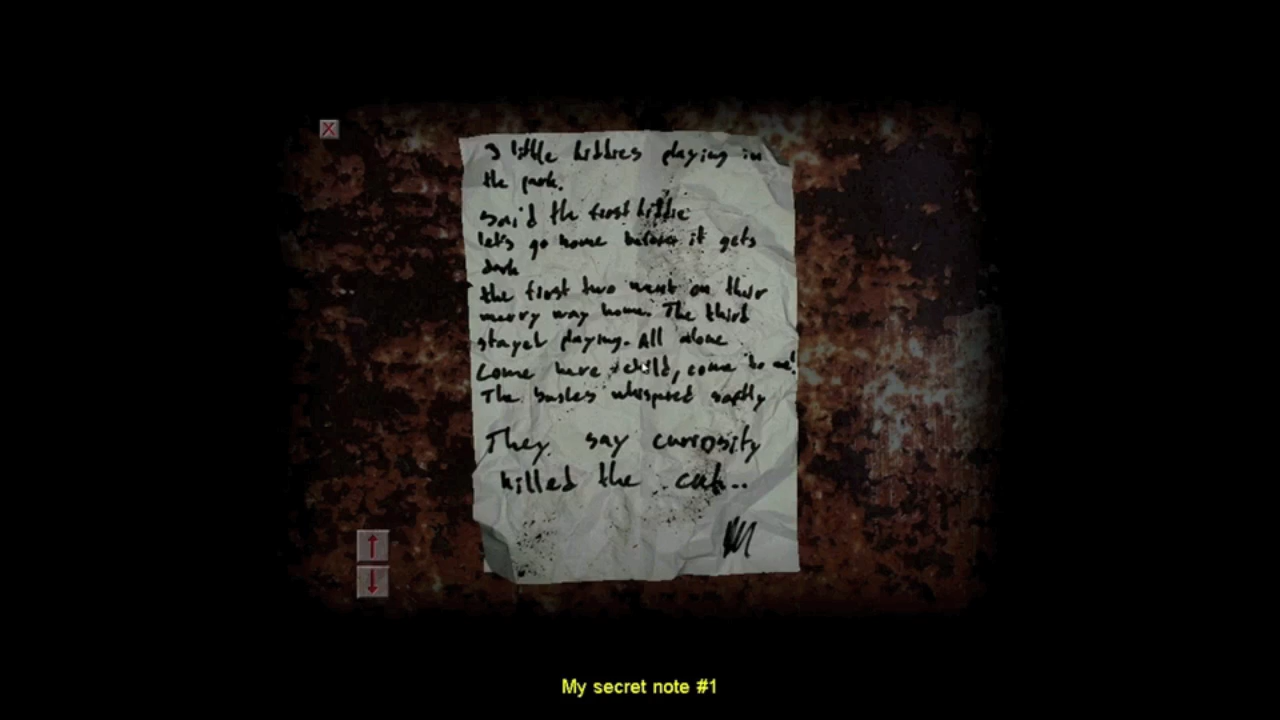 3 little kiddies playing in
the park.
Said the first kiddie
let's go home before it gets
dark
the first two went on their
merry way home. The third
stayed playing. All alone
Come here child, come to me!
The bushes whispered softly
They say curiosity
killed the cat..
My secret note #1